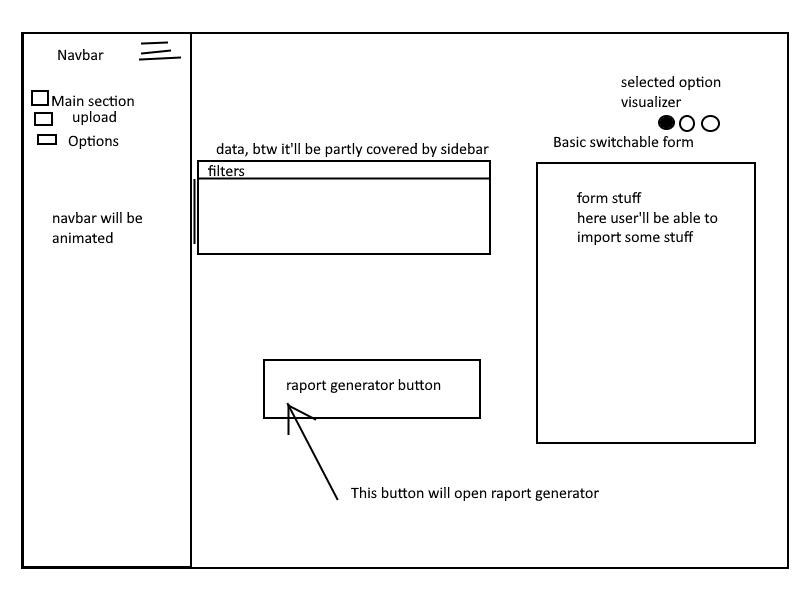 Navbar
Main section
upload
Options
navbar will be
animated
data, btw it'll be partly covered by sidebar
filters
raport generator button
This button will open raport generator
selected option
visualizer
Basic switchable form
form stuff
here user'll be able to
import some stuff